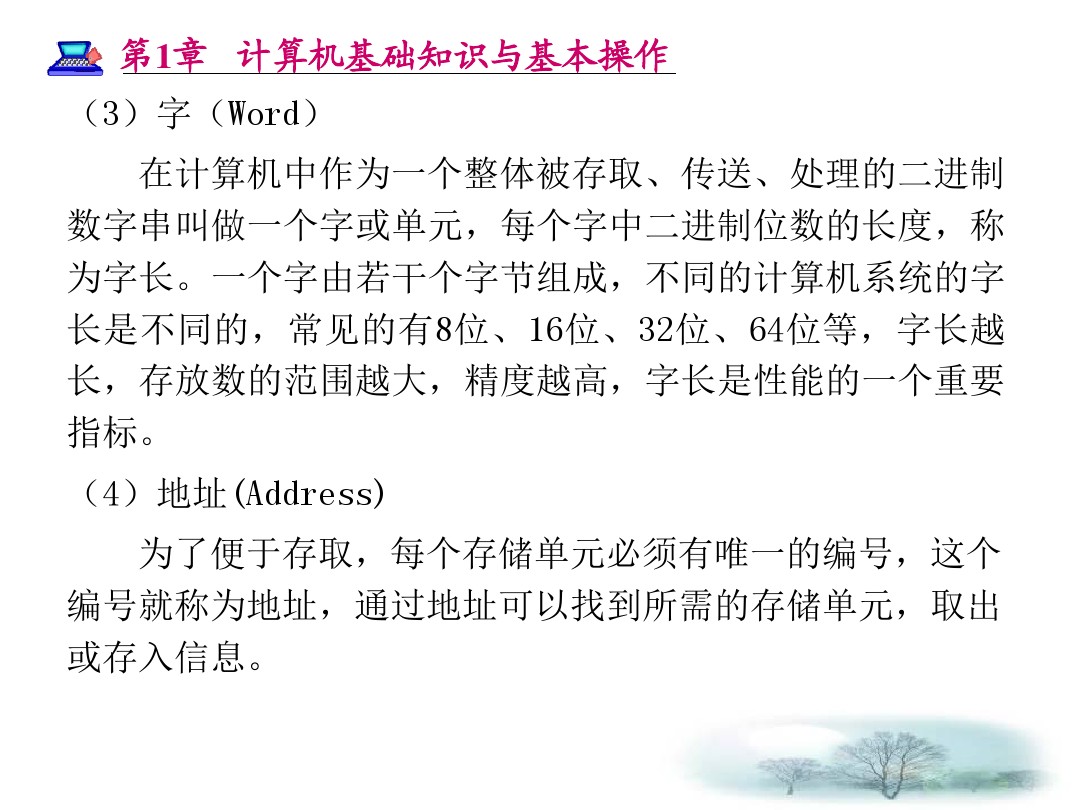 第1章 计算机基础知识与基本操作
（3）字（Word）
在计算机中作为一个整体被存取、传送、处理的二进制
数字串叫做一个字或单元，每个字中二进制位数的长度，称
为字长。一个字由若干个字节组成，不同的计算机系统的字
长是不同的，常见的有8位、16位、32位、64位等，字长越
长，存放数的范围越大，精度越高，字长是性能的一个重要
指标。
（4）地址(Address)
为了便于存取，每个存储单元必须有唯一的编号，这个
编号就称为地址，通过地址可以找到所需的存储单元，取出
或存入信息。